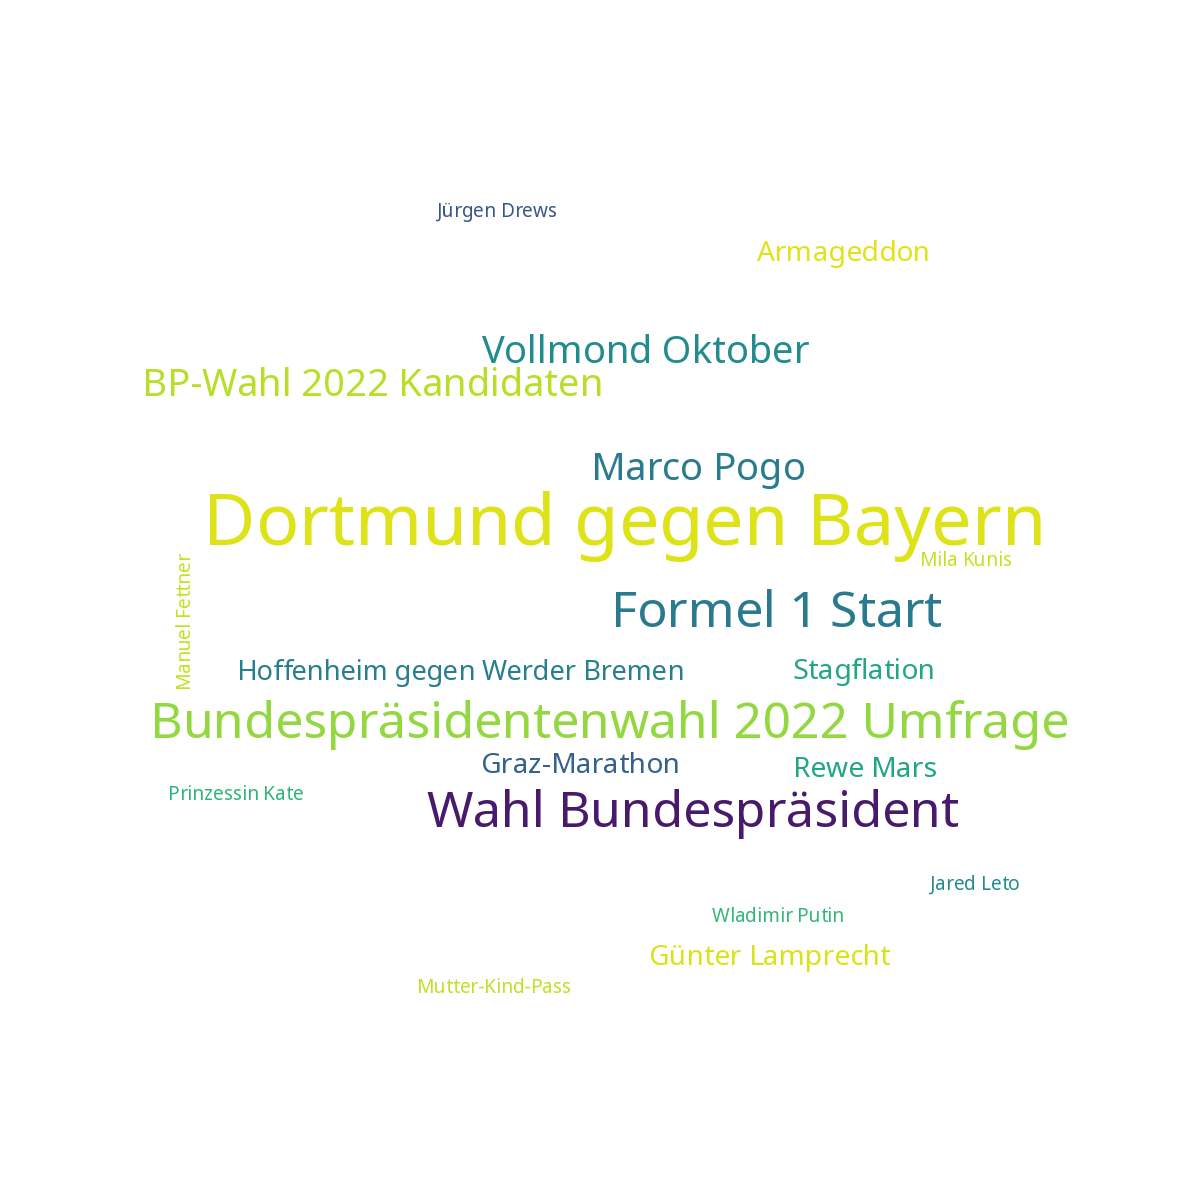 Jürgen Drews
Armageddon
Vollmond Oktober
BP-Wahl 2022 Kandidaten
Marco Pogo
Dortmund gegen Bayern
Mila Kunis
Manuel Fettner
Formel 1 Start
Hoffenheim gegen Werder Bremen
Stagflation
Bundespräsidentenwahl 2022 Umfrage
Graz-Marathon
Rewe Mars
Prinzessin Kate
Wahl Bundespräsident
Jared Leto
Wladimir Putin
Günter Lamprecht
Mutter-Kind-Pass